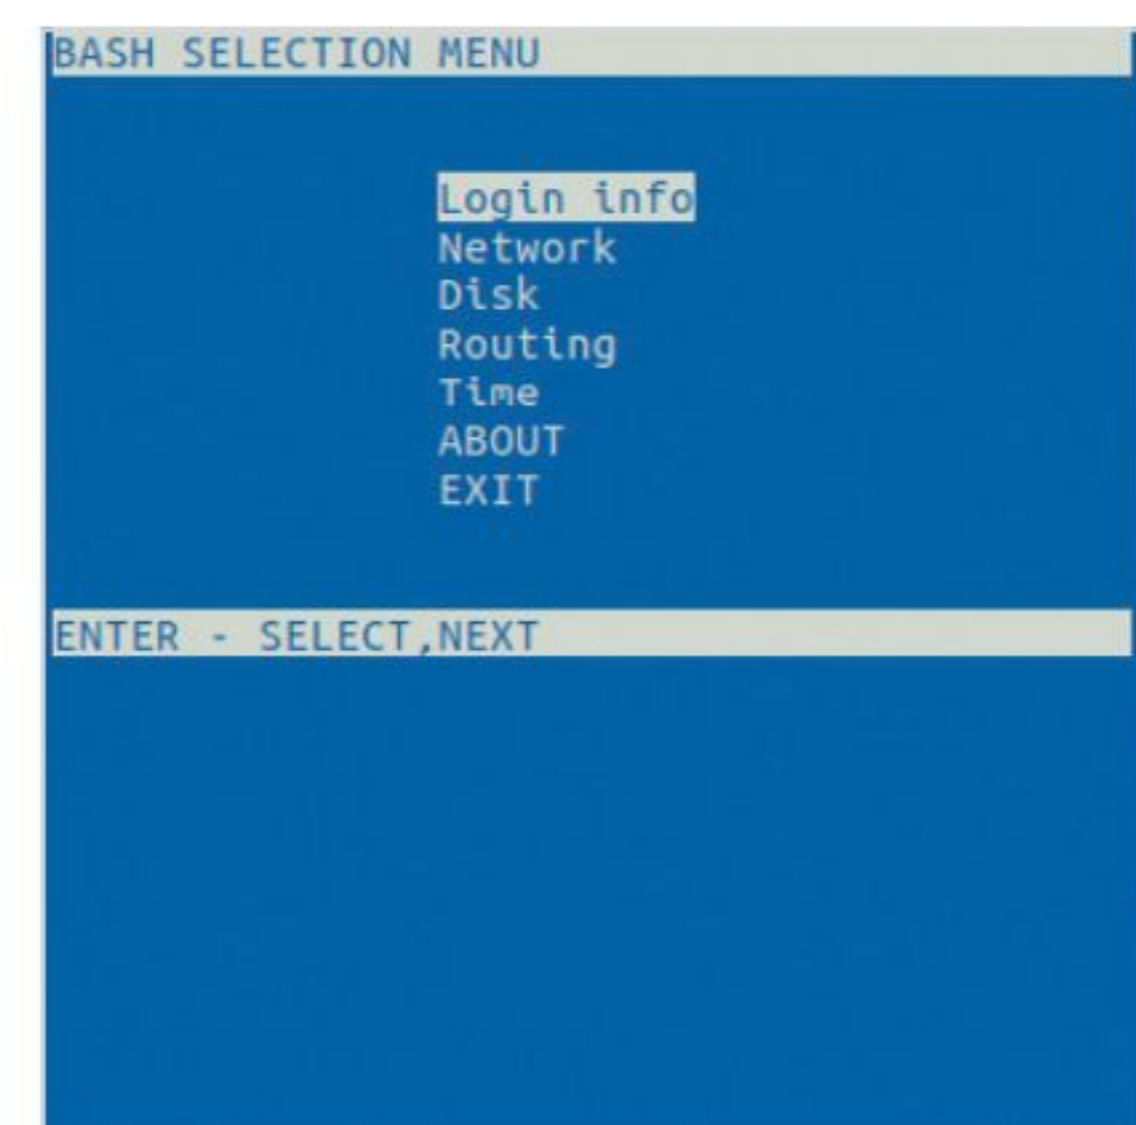 BASH SELECTION MENU
Login info
Network
Disk
Routing
Time
ABOUT
EXIT
ENTER - SELECT,NEXT